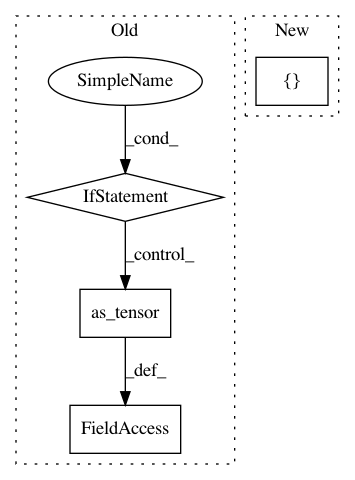 Old
New
SimpleName
{}
_cond_
IfStatement
_control_
as_tensor
_def_
FieldAccess